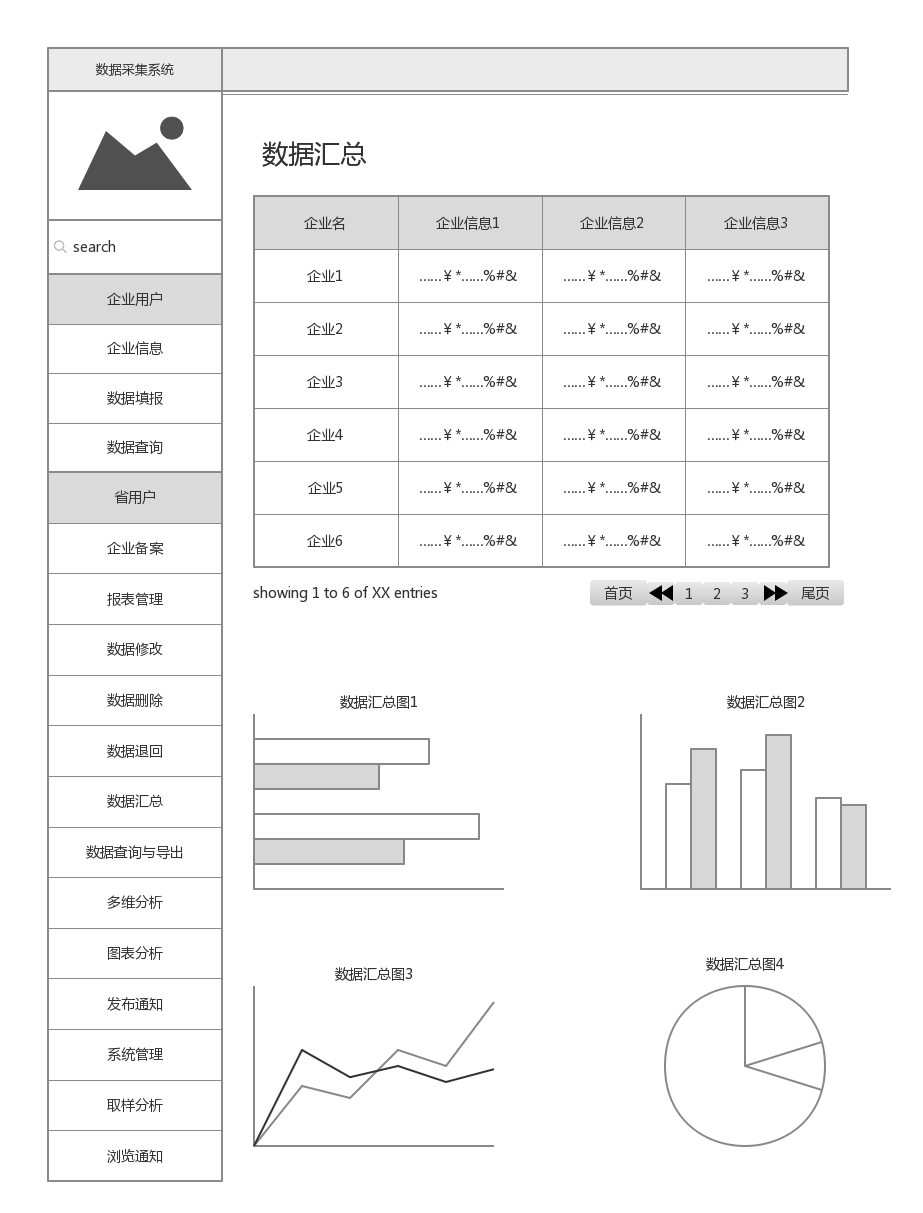 数据采集系统
search
企业用户
企业信息
数据填报
数据查询
省用户
企业备案
报表管理
数据修改
数据删除
数据退回
数据汇总
数据查询与导出
多维分析
图表分析
发布通知
系统管理
取样分析
浏览通知
数据汇总
企业名 企业信息1 企业信息2 企业信息3
企业1 ……¥ *……%#& ……¥ *……%#& ……¥ *……%#&
企业2 ……¥ *……%#& ……¥ *……%#& ……¥ *……%#&
企业3 ……¥ *……%#& ……¥ *……%#& ……¥ *……%#&
企业4 ……¥ *……%#& ……¥ *……%#& ……¥ *……%#&
企业5 ……¥ *……%#& ……¥ *……%#& ……¥ *……%#&
企业6 ……¥ *……%#& ……¥ *……%#& ……¥ *……%#&
showing 1 to 6 of XX entries 首页 1 2 3 尾页
数据汇总图1 数据汇总图2
数据汇总图3 数据汇总图4